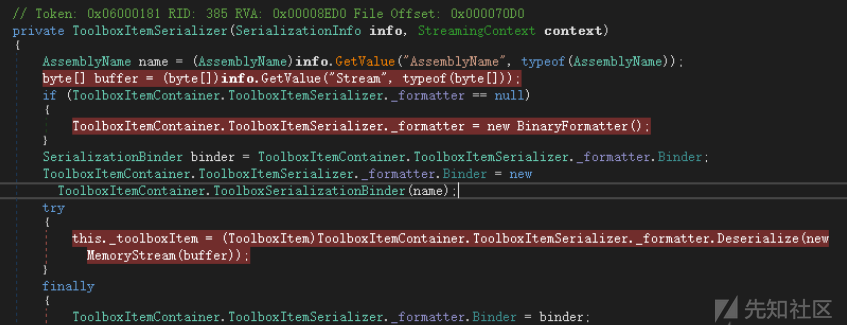 // Token: 0x06000181 RID: 385 RVA: 0x00008ED0 File Offset: 0x000070D0
private ToolboxItemSerializer(SerializationInfo info, StreamingContext context)
{
AssemblyName name = (AssemblyName)info.GetValue("AssemblyName", typeof(AssemblyName));
byte[] buffer = (byte[])info.GetValue("Stream", typeof(byte[]));
if (ToolboxItemContainer.ToolboxItemSerializer._formatter == null)
{
ToolboxItemContainer.ToolboxItemSerializer._formatter = new BinaryFormatter();
}
SerializationBinder binder = ToolboxItemContainer.ToolboxItemSerializer._formatter.Binder;
ToolboxItemContainer.ToolboxItemSerializer._formatter.Binder = new
ToolboxItemContainer.ToolboxSerializationBinder(name);
try
{
this._toolboxItem = (ToolboxItem)ToolboxItemContainer.ToolboxItemSerializer._formatter.Deserialize(new
MemoryStream(buffer));
}
finally
{
ToolboxItemContainer.ToolboxItemSerializer._formatter.Binder = binder;
先知社区